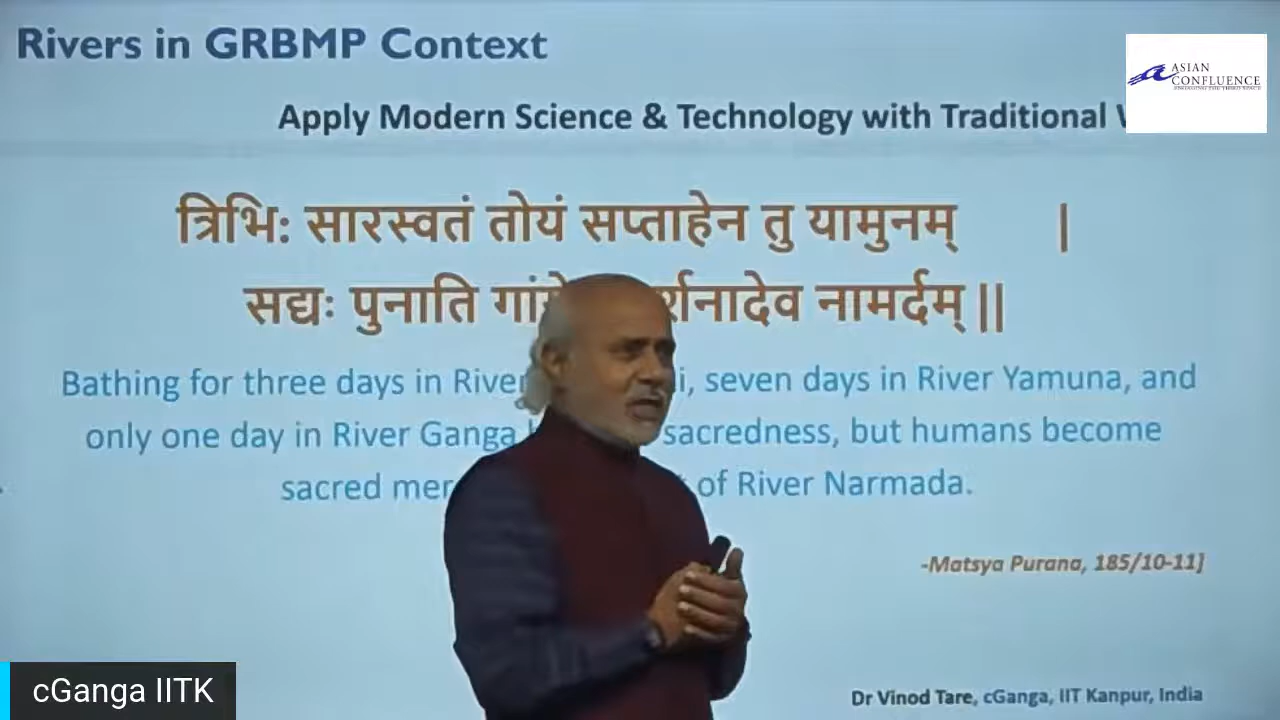 Rivers in GRBMP Context
ASIAN
CONFLUENCE
Apply Modern Science & Technology with Traditional
त्रिभि: सारस्वतं तोयं सप्ताहेन तु यामुनम् |
सद्यः पुनाति नामर्दम् ||
Bathing for three days in River seven days in River Yamuna, and
only one day in River Ganga sacredness, but humans become
sacred of River Narmada.
-Matsya Purana, 185/10-11]
cGanga IITK
Dr Vinod Tare, cGanga, IIT Kanpur, India